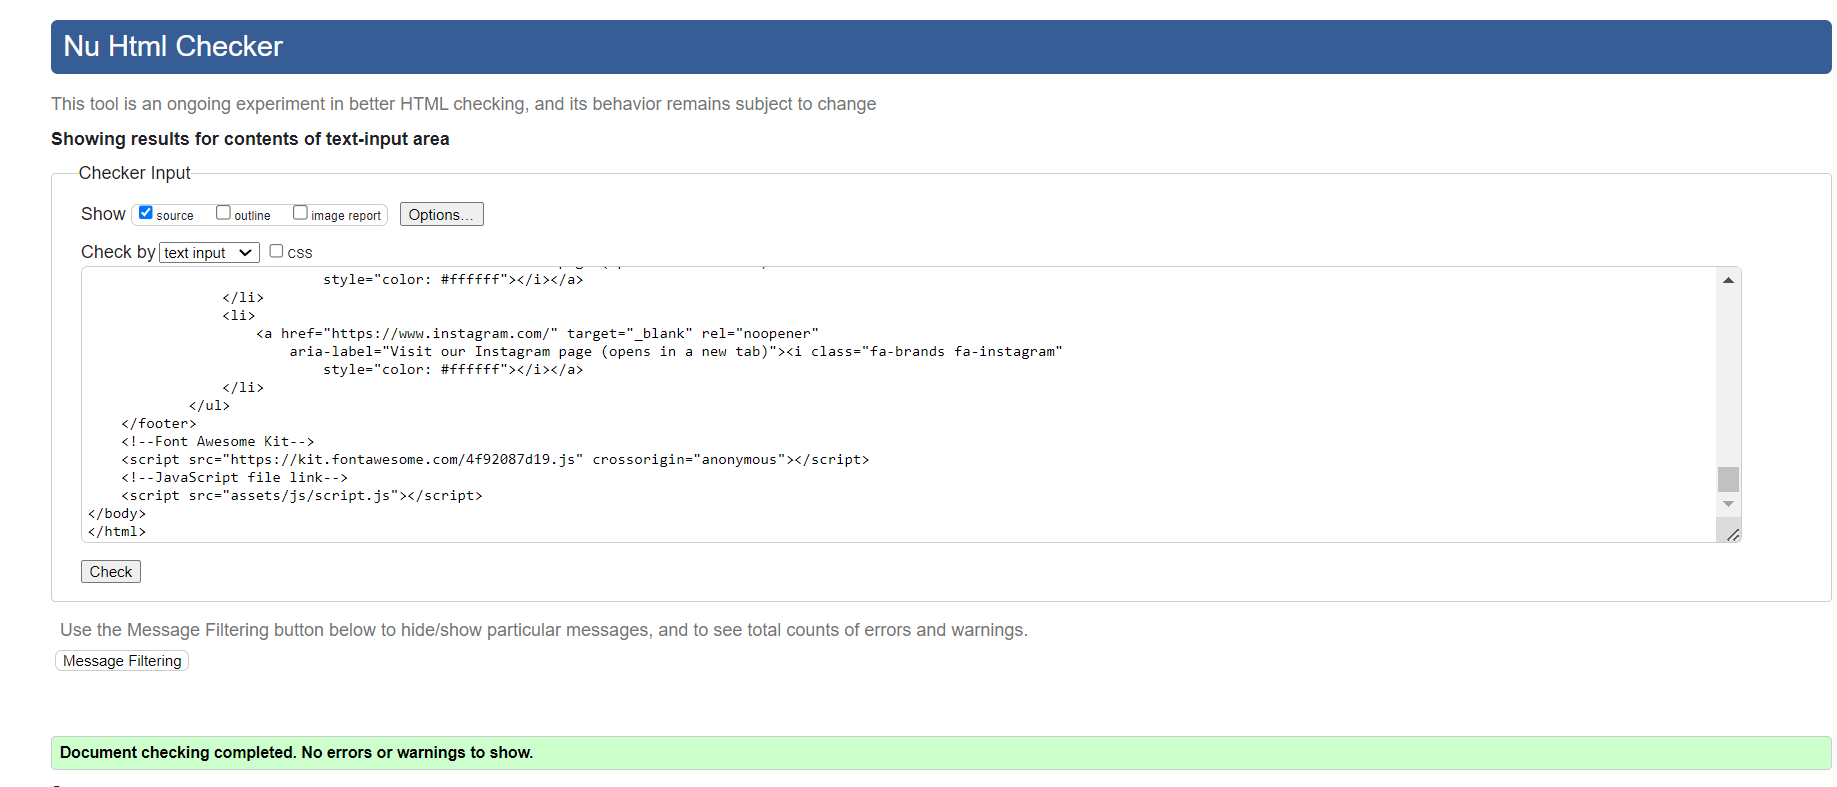 Nu Html Checker
This tool is an ongoing experiment in better HTML checking, and its behavior remains subject to change
Showing results for contents of text-input area
Checker Input
Show source outline image report Options...
Check by text input css
style="color: #ffffff"></i></a>
</li>
<li>
<a href="https://www.instagram.com/" target="_blank" rel="noopener"
aria-label="Visit our Instagram page (opens in a new tab)"><i class="fa-brands fa-instagram"
style="color: #ffffff"></i></a>
</li>
</ul>
</footer>
<!--Font Awesome Kit-->
<script src="https://kit.fontawesome.com/4f92087d19.js" crossorigin="anonymous"></script>
<!--JavaScript file link-->
<script src="assets/js/script.js"></script>
</body>
</html>
Check
Use the Message Filtering button below to hide/show particular messages, and to see total counts of errors and warnings.
Message Filtering
Document checking completed. No errors or warnings to show.